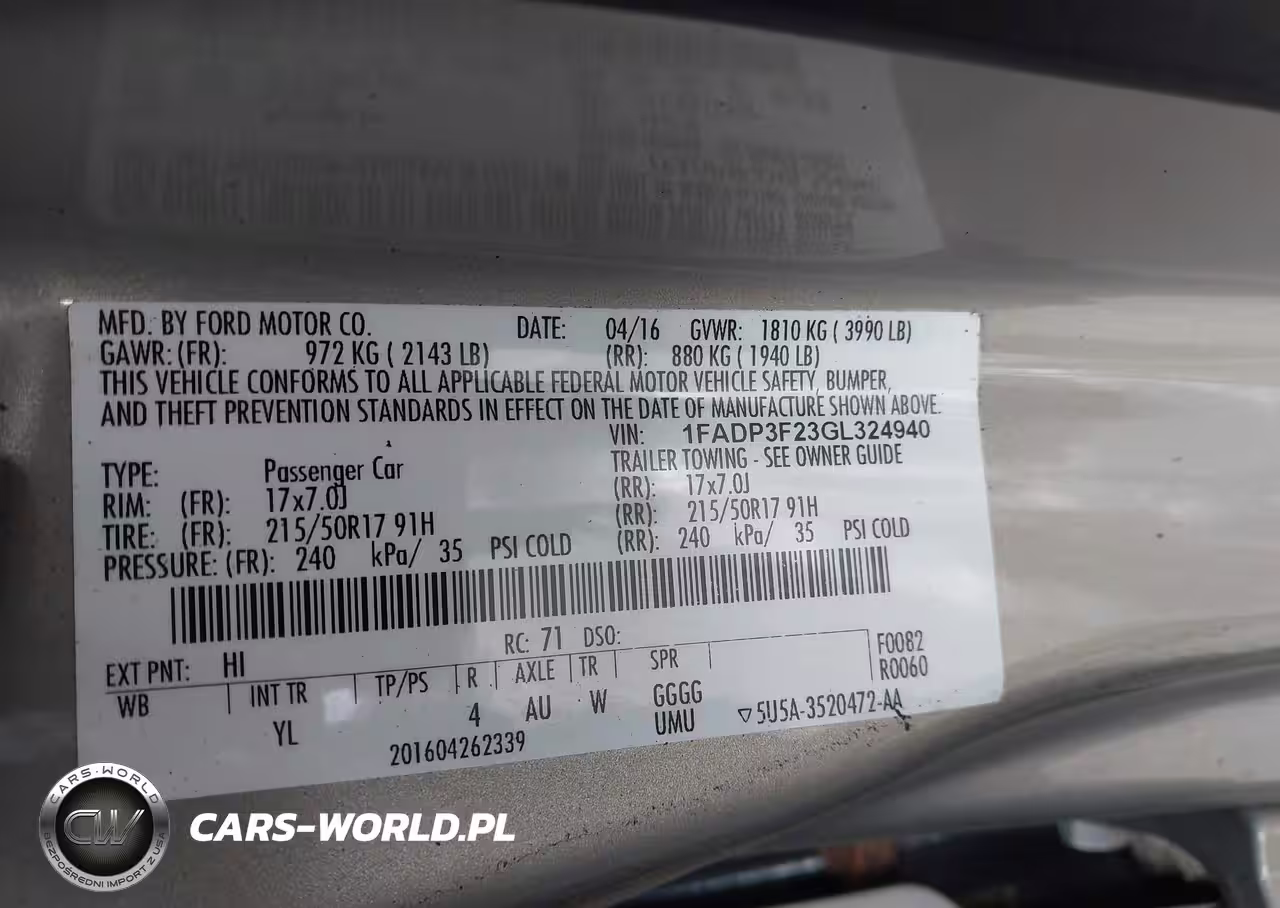 MFD. BY FORD MOTOR CO. DATE: 04/16 GVWR: 1810 KG ( 3990 LB)
GAWR: (FR): 972 KG ( 2143 LB) (RR): 880 KG ( 1940 LB)
THIS VEHICLE CONFORMS TO ALL APPLICABLE FEDERAL MOTOR VEHICLE SAFETY, BUMPER,
AND THEFT PREVENTION STANDARDS IN EFFECT ON THE DATE OF MANUFACTURE SHOWN ABOVE.
VIN: 1FADP3F23GL324940
TYPE: Passenger Car TRAILER TOWING - SEE OWNER GUIDE
RIM: (FR): 17x7.0J (RR): 17x7.0J
TIRE: (FR): 215/50R17 91H (RR): 215/50R17 91H
PRESSURE: (FR): 240 kPa/ 35 PSI COLD (RR): 240 kPa/ 35 PSI COLD
RC: 71 DSO:
EXT PNT: HI F0082
WB INT TR TP/PS R AXLE TR SPR R0060
YL 4 AU W GGGG
UMU ▽5U5A-3520472-AA
201604262339
CARS-WORLD
CW
BEZPOŚREDNI IMPORT Z USA
CARS-WORLD.PL